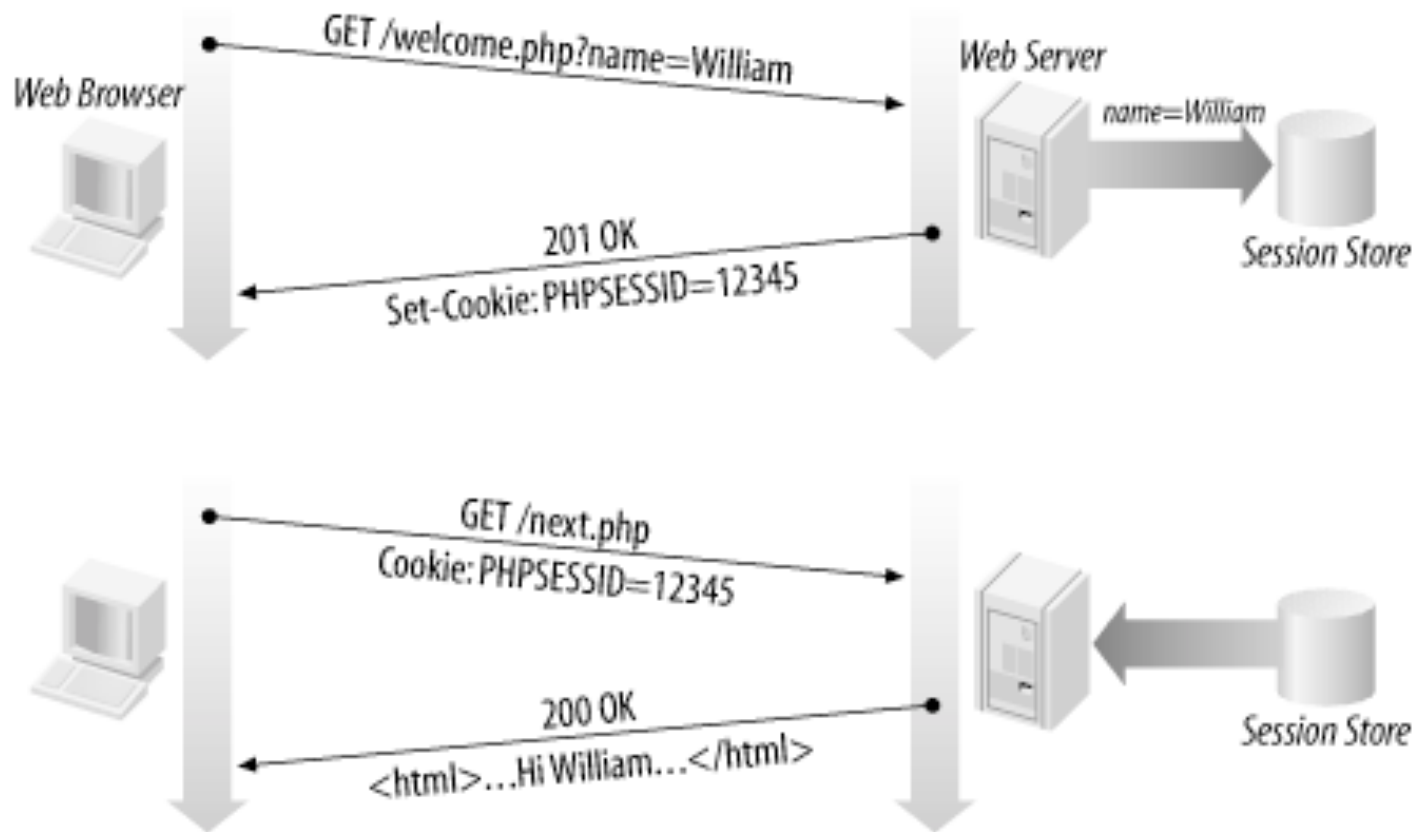 GET /welcome.php?name=William
Web Browser
Web Server
name=William
201 OK
Set-Cookie: PHPSESSID=12345
Session Store
GET /next.php
Cookie: PHPSESSID=12345
200 OK
<html>...Hi William...</html>
Session Store